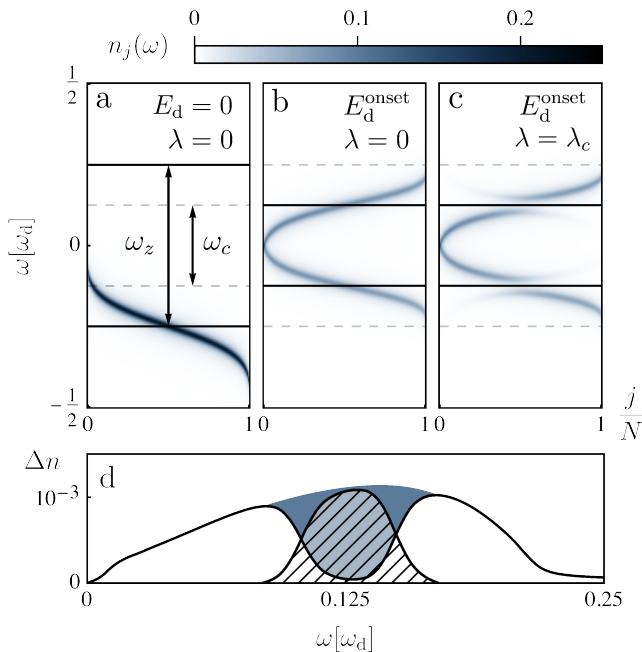 0 0.1 0.2
n_j(ω)
1/2
a E_d = 0
λ = 0
b E_d^onset
λ = 0
c E_d^onset
λ = λ_c
ω[ω_d]
0
ω_z ω_c
-1/2
0 1 0 1 0 1
j/N
Δn d
10^-3
0
0 0.125 0.25
ω[ω_d]